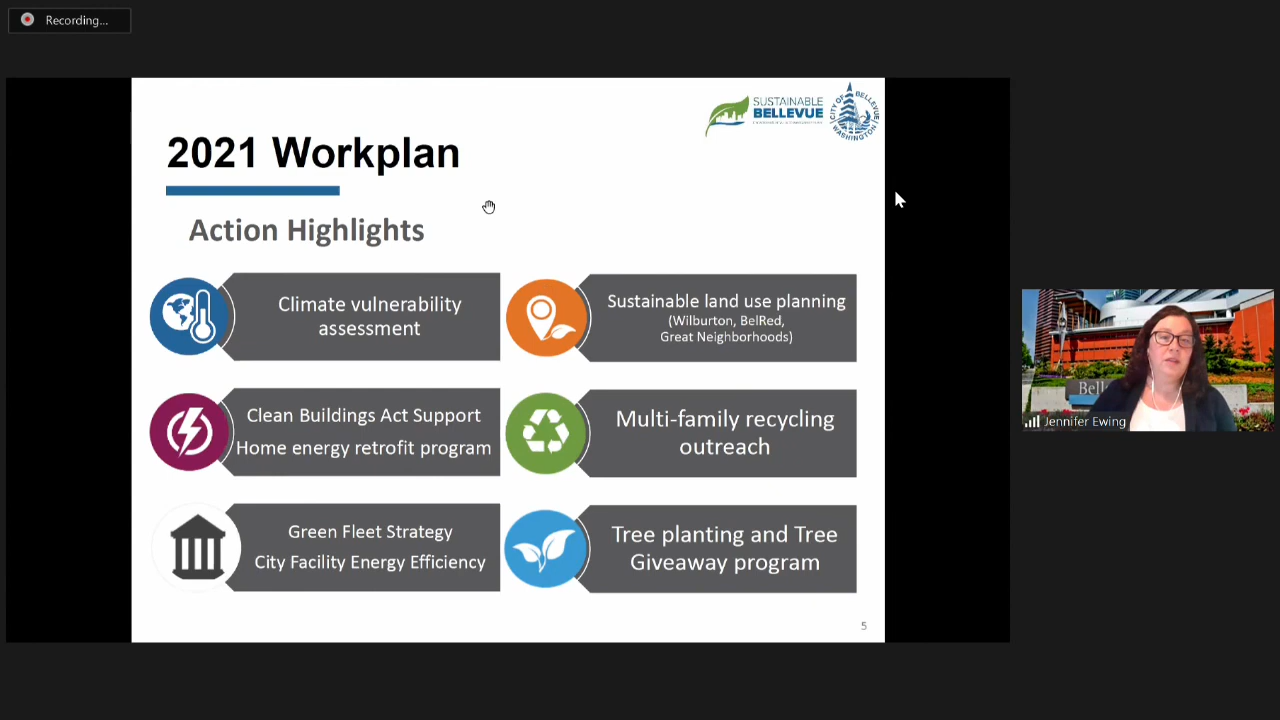 Recording...
SUSTAINABLE
BELLEVUE
CITY OF BELLEVUE
WASHINGTON
2021 Workplan
Action Highlights
Climate vulnerability
assessment
Sustainable land use planning
(Wilburton, BelRed,
Great Neighborhoods)
Clean Buildings Act Support
Home energy retrofit program
Multi-family recycling
outreach
Green Fleet Strategy
City Facility Energy Efficiency
Tree planting and Tree
Giveaway program
5
Bell
Jennifer Ewing